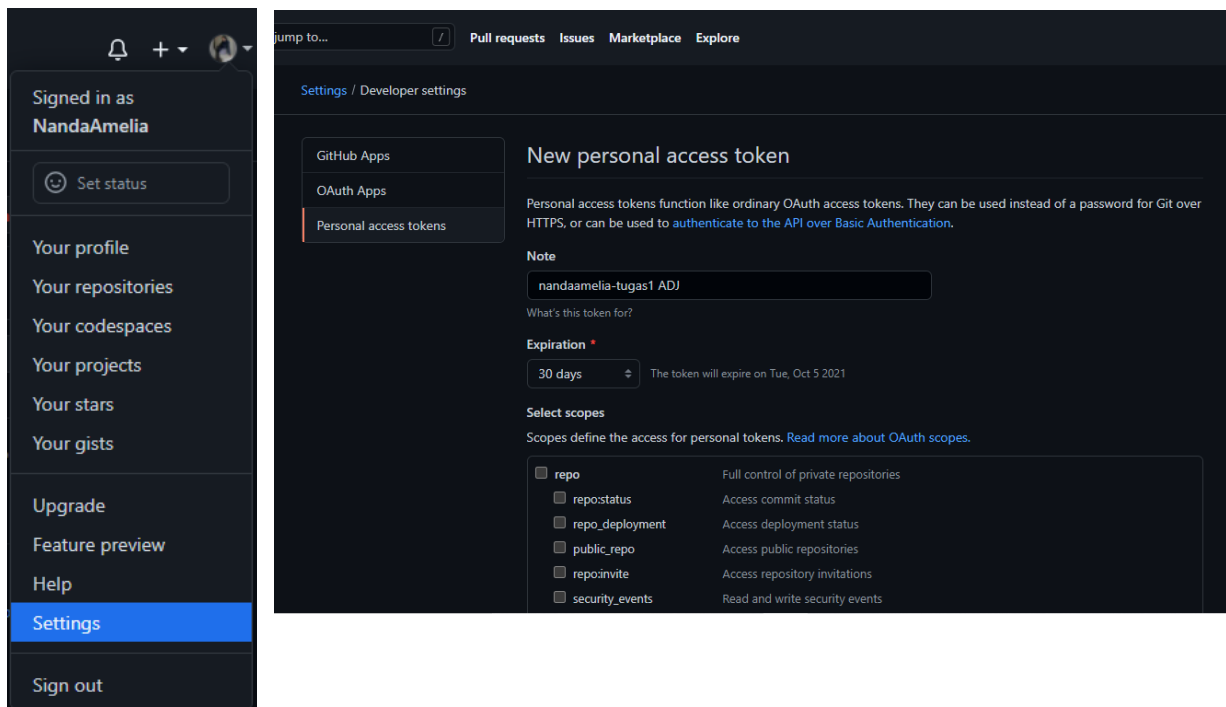 Signed in as
NandaAmelia
Set status
Your profile
Your repositories
Your codespaces
Your projects
Your stars
Your gists
Upgrade
Feature preview
Help
Settings
Sign out
jump to... / Pull requests Issues Marketplace Explore
Settings / Developer settings
GitHub Apps
OAuth Apps
Personal access tokens
New personal access token
Personal access tokens function like ordinary OAuth access tokens. They can be used instead of a password for Git over
HTTPS, or can be used to authenticate to the API over Basic Authentication.
Note
nandaamelia-tugas1 ADJ
What's this token for?
Expiration *
30 days The token will expire on Tue, Oct 5 2021
Select scopes
Scopes define the access for personal tokens. Read more about OAuth scopes.
repo Full control of private repositories
repo:status Access commit status
repo_deployment Access deployment status
public_repo Access public repositories
repo:invite Access repository invitations
security_events Read and write security events